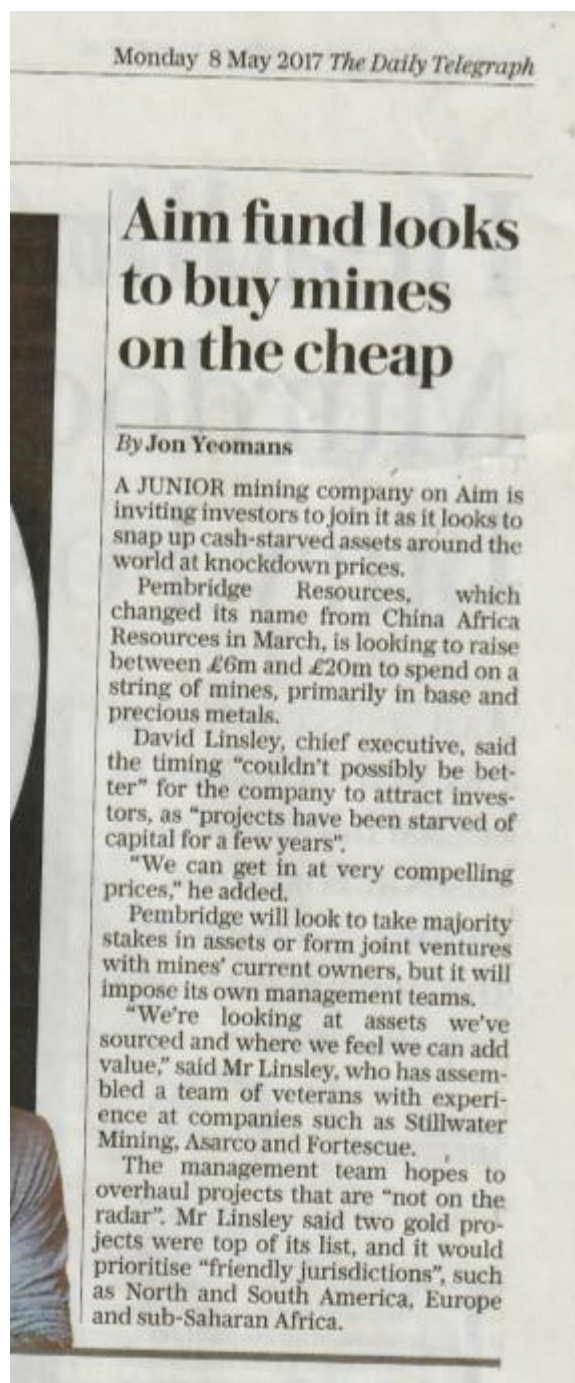 Monday 8 May 2017 The Daily Telegraph
Aim fund looks
to buy mines
on the cheap
By Jon Yeomans
A JUNIOR mining company on Aim is
inviting investors to join it as it looks to
snap up cash-starved assets around the
world at knockdown prices.
Pembridge Resources, which
changed its name from China Africa
Resources in March, is looking to raise
between £6m and £20m to spend on a
string of mines, primarily in base and
precious metals.
David Linsley, chief executive, said
the timing “couldn’t possibly be bet-
ter” for the company to attract inves-
tors, as “projects have been starved of
capital for a few years”.
“We can get in at very compelling
prices,” he added.
Pembridge will look to take majority
stakes in assets or form joint ventures
with mines’ current owners, but it will
impose its own management teams.
“We’re looking at assets we’ve
sourced and where we feel we can add
value,” said Mr Linsley, who has assem-
bled a team of veterans with experi-
ence at companies such as Stillwater
Mining, Asarco and Fortescue.
The management team hopes to
overhaul projects that are “not on the
radar”. Mr Linsley said two gold pro-
jects were top of its list, and it would
prioritise “friendly jurisdictions”, such
as North and South America, Europe
and sub-Saharan Africa.